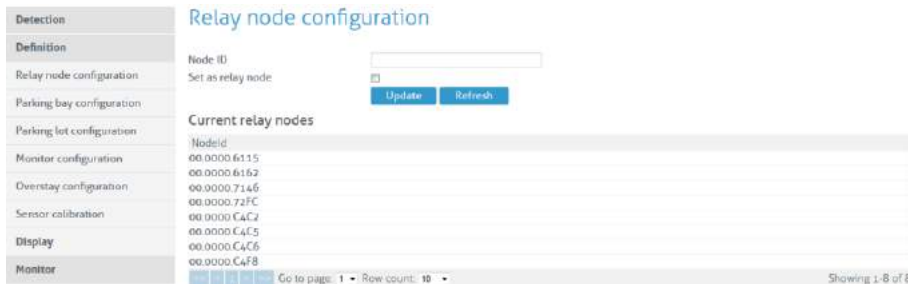 Detection
Definition
Relay node configuration
Parking bay configuration
Parking lot configuration
Monitor configuration
Overstay configuration
Sensor calibration
Display
Monitor
Relay node configuration
Node ID
Set as relay node
Update Refresh
Current relay nodes
NodeId
00.0000.6115
00.0000.6162
00.0000.7146
00.0000.72FC
00.0000.C4C2
00.0000.C4C5
00.0000.C4C6
00.0000.C4F8
Go to page: 1 Row count: 10
Showing 1-8 of 8